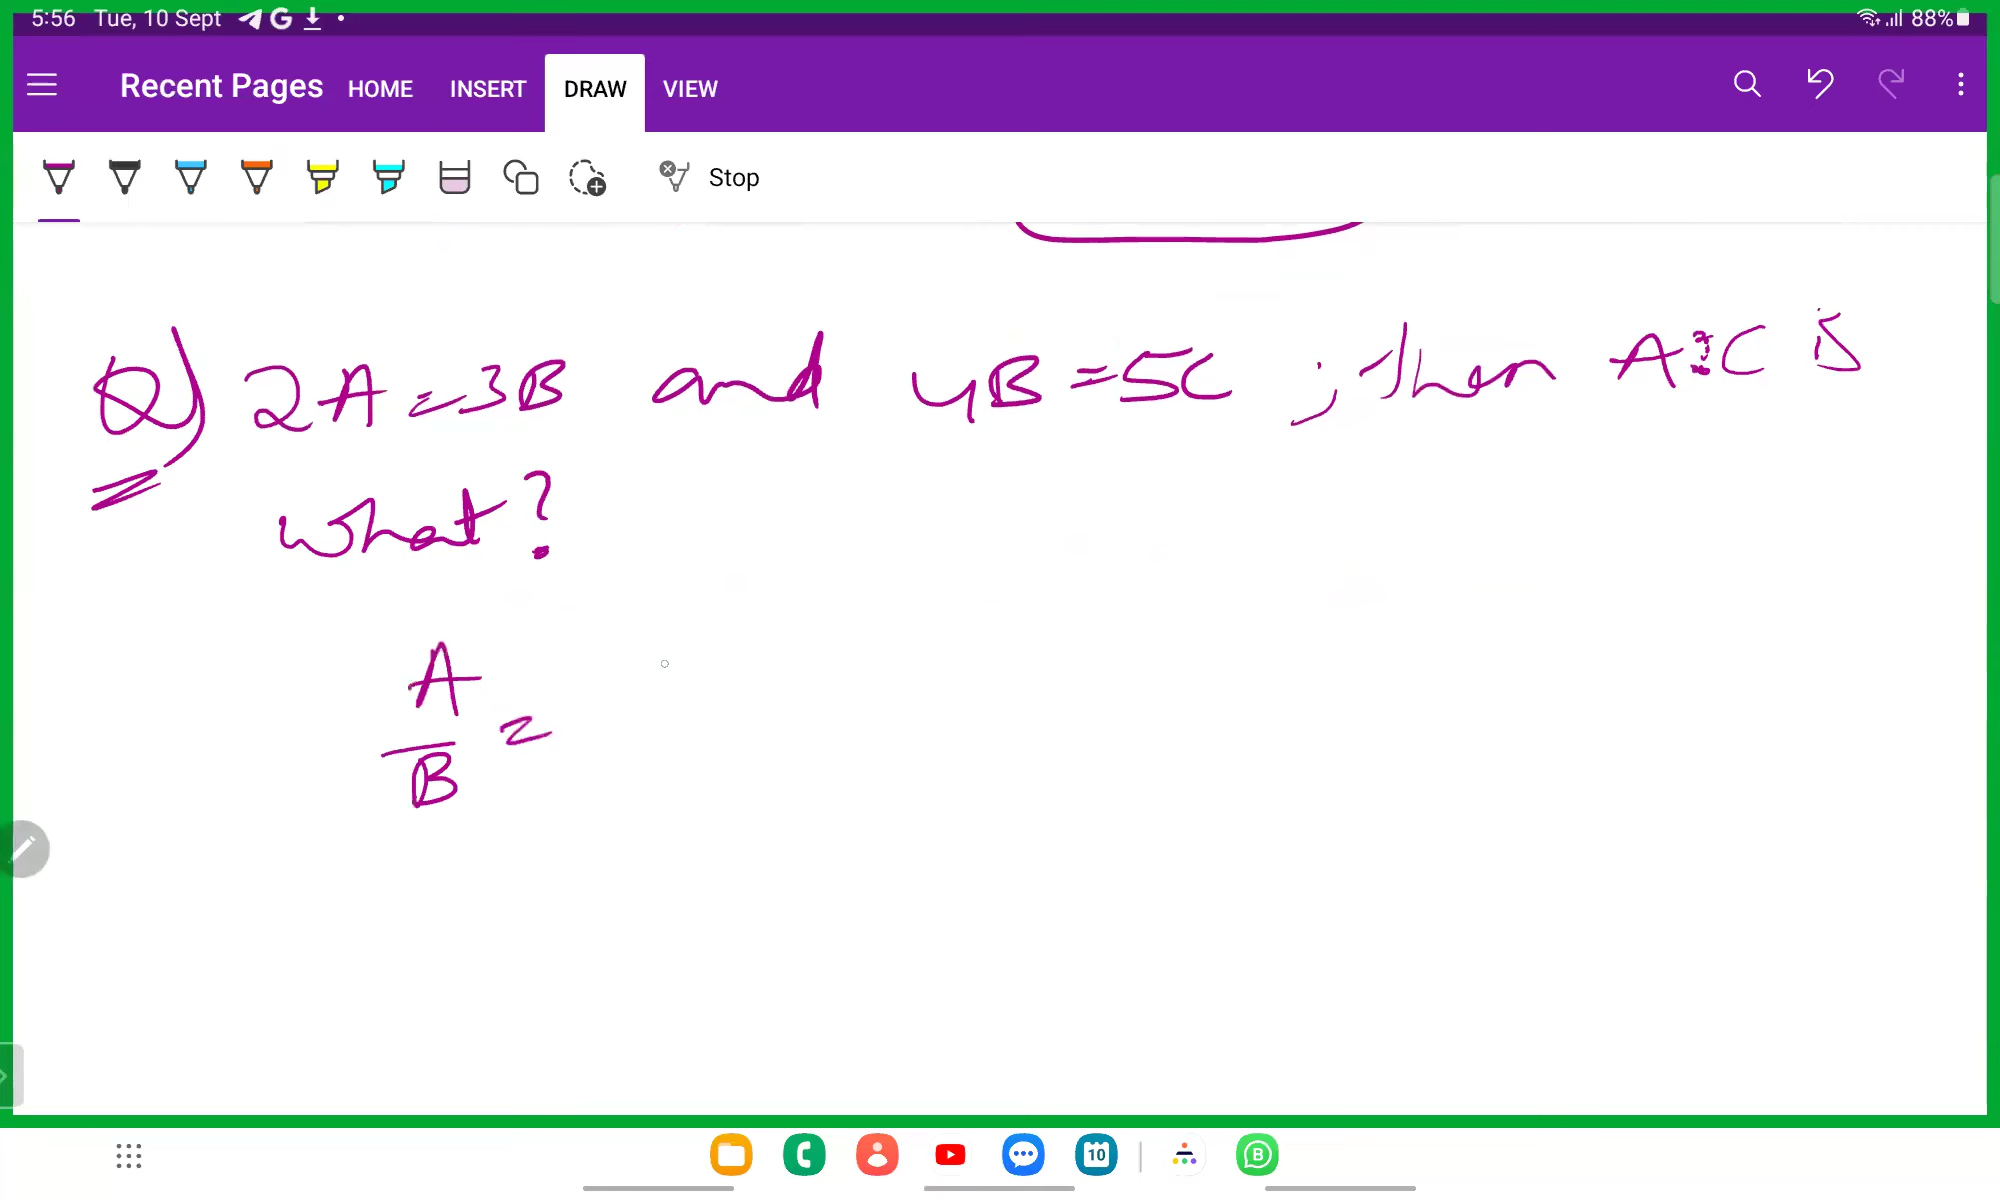 5:56 Tue, 10 Sept G 88%
Recent Pages HOME INSERT DRAW VIEW
Stop
Q) 2A=3B and 4B=5C ; then A:C is
what?
A
B =
10
B